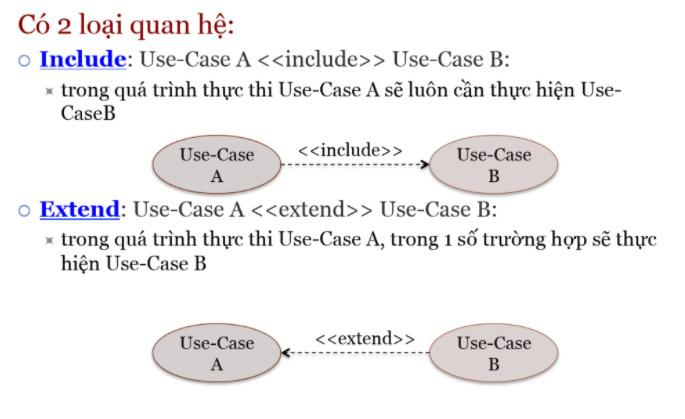 Có 2 loại quan hệ:
Include: Use-Case A <<include>> Use-Case B:
trong quá trình thực thi Use-Case A sẽ luôn cần thực hiện Use-
CaseB
Use-Case
A
<<include>>
Use-Case
B
Extend: Use-Case A <<extend>> Use-Case B:
trong quá trình thực thi Use-Case A, trong 1 số trường hợp sẽ thực
hiện Use-Case B
Use-Case
A
<<extend>>
Use-Case
B